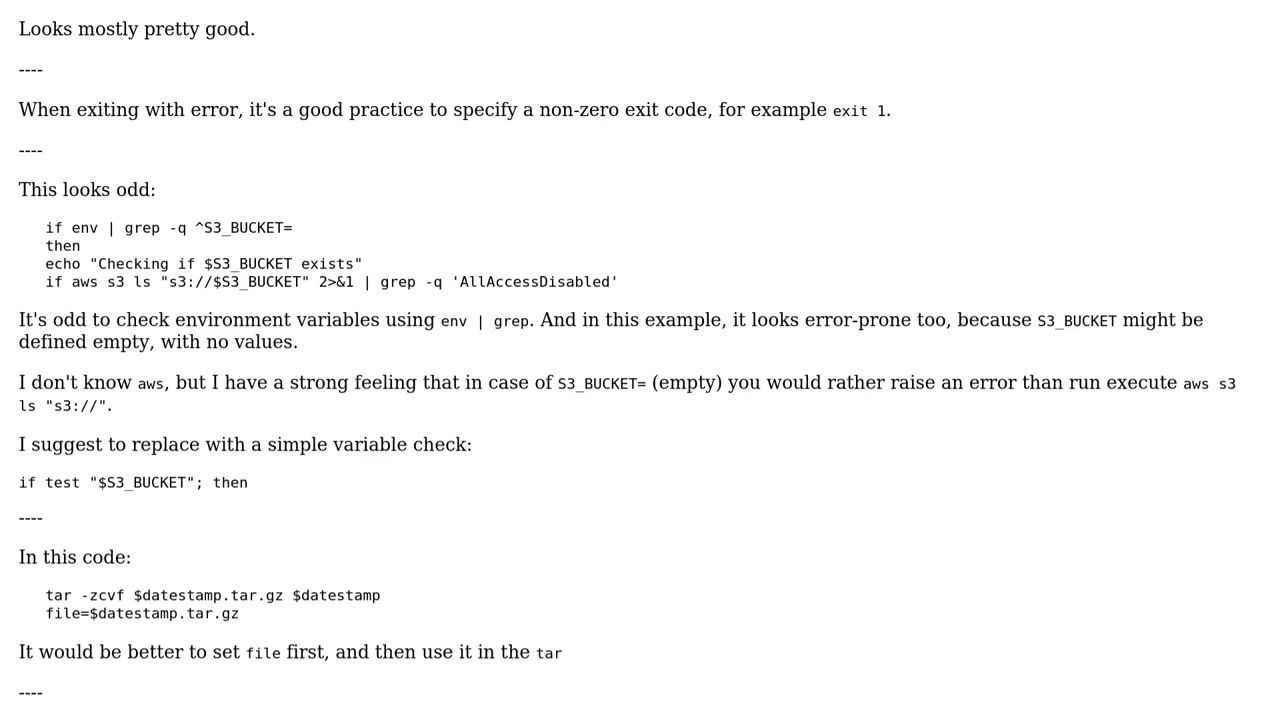 Looks mostly pretty good.
----
When exiting with error, it's a good practice to specify a non-zero exit code, for example exit 1.
----
This looks odd:
if env | grep -q ^S3_BUCKET=
then
echo "Checking if $S3_BUCKET exists"
if aws s3 ls "s3://$S3_BUCKET" 2>&1 | grep -q 'AllAccessDisabled'
It's odd to check environment variables using env | grep. And in this example, it looks error-prone too, because S3_BUCKET might be
defined empty, with no values.
I don't know aws, but I have a strong feeling that in case of S3_BUCKET= (empty) you would rather raise an error than run execute aws s3
ls "s3://".
I suggest to replace with a simple variable check:
if test "$S3_BUCKET"; then
----
In this code:
tar -zcvf $datestamp.tar.gz $datestamp
file=$datestamp.tar.gz
It would be better to set file first, and then use it in the tar
----